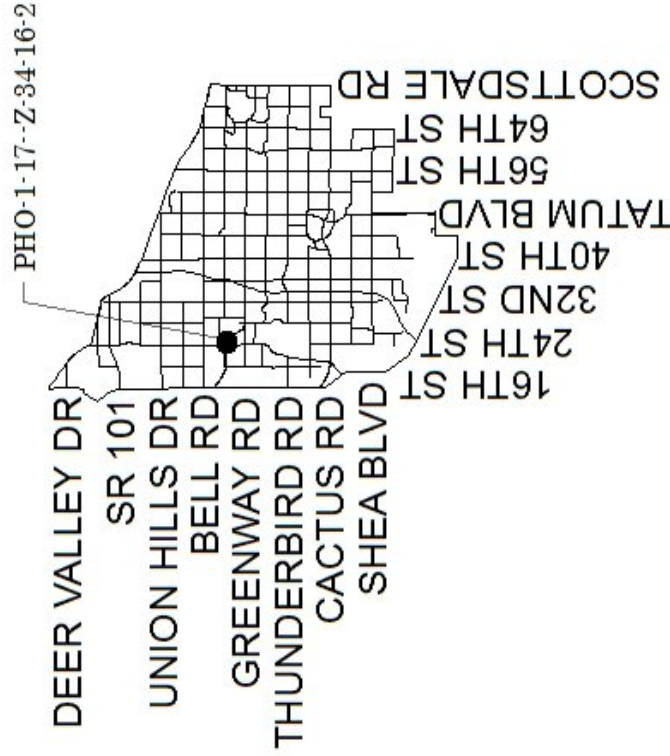 PHO-1-17--Z-34-16-2
SCOTTSDALE RD
64TH ST
56TH ST
TATUM BLVD
40TH ST
32ND ST
24TH ST
16TH ST
DEER VALLEY DR
SR 101
UNION HILLS DR
BELL RD
GREENWAY RD
THUNDERBIRD RD
CACTUS RD
SHEA BLVD